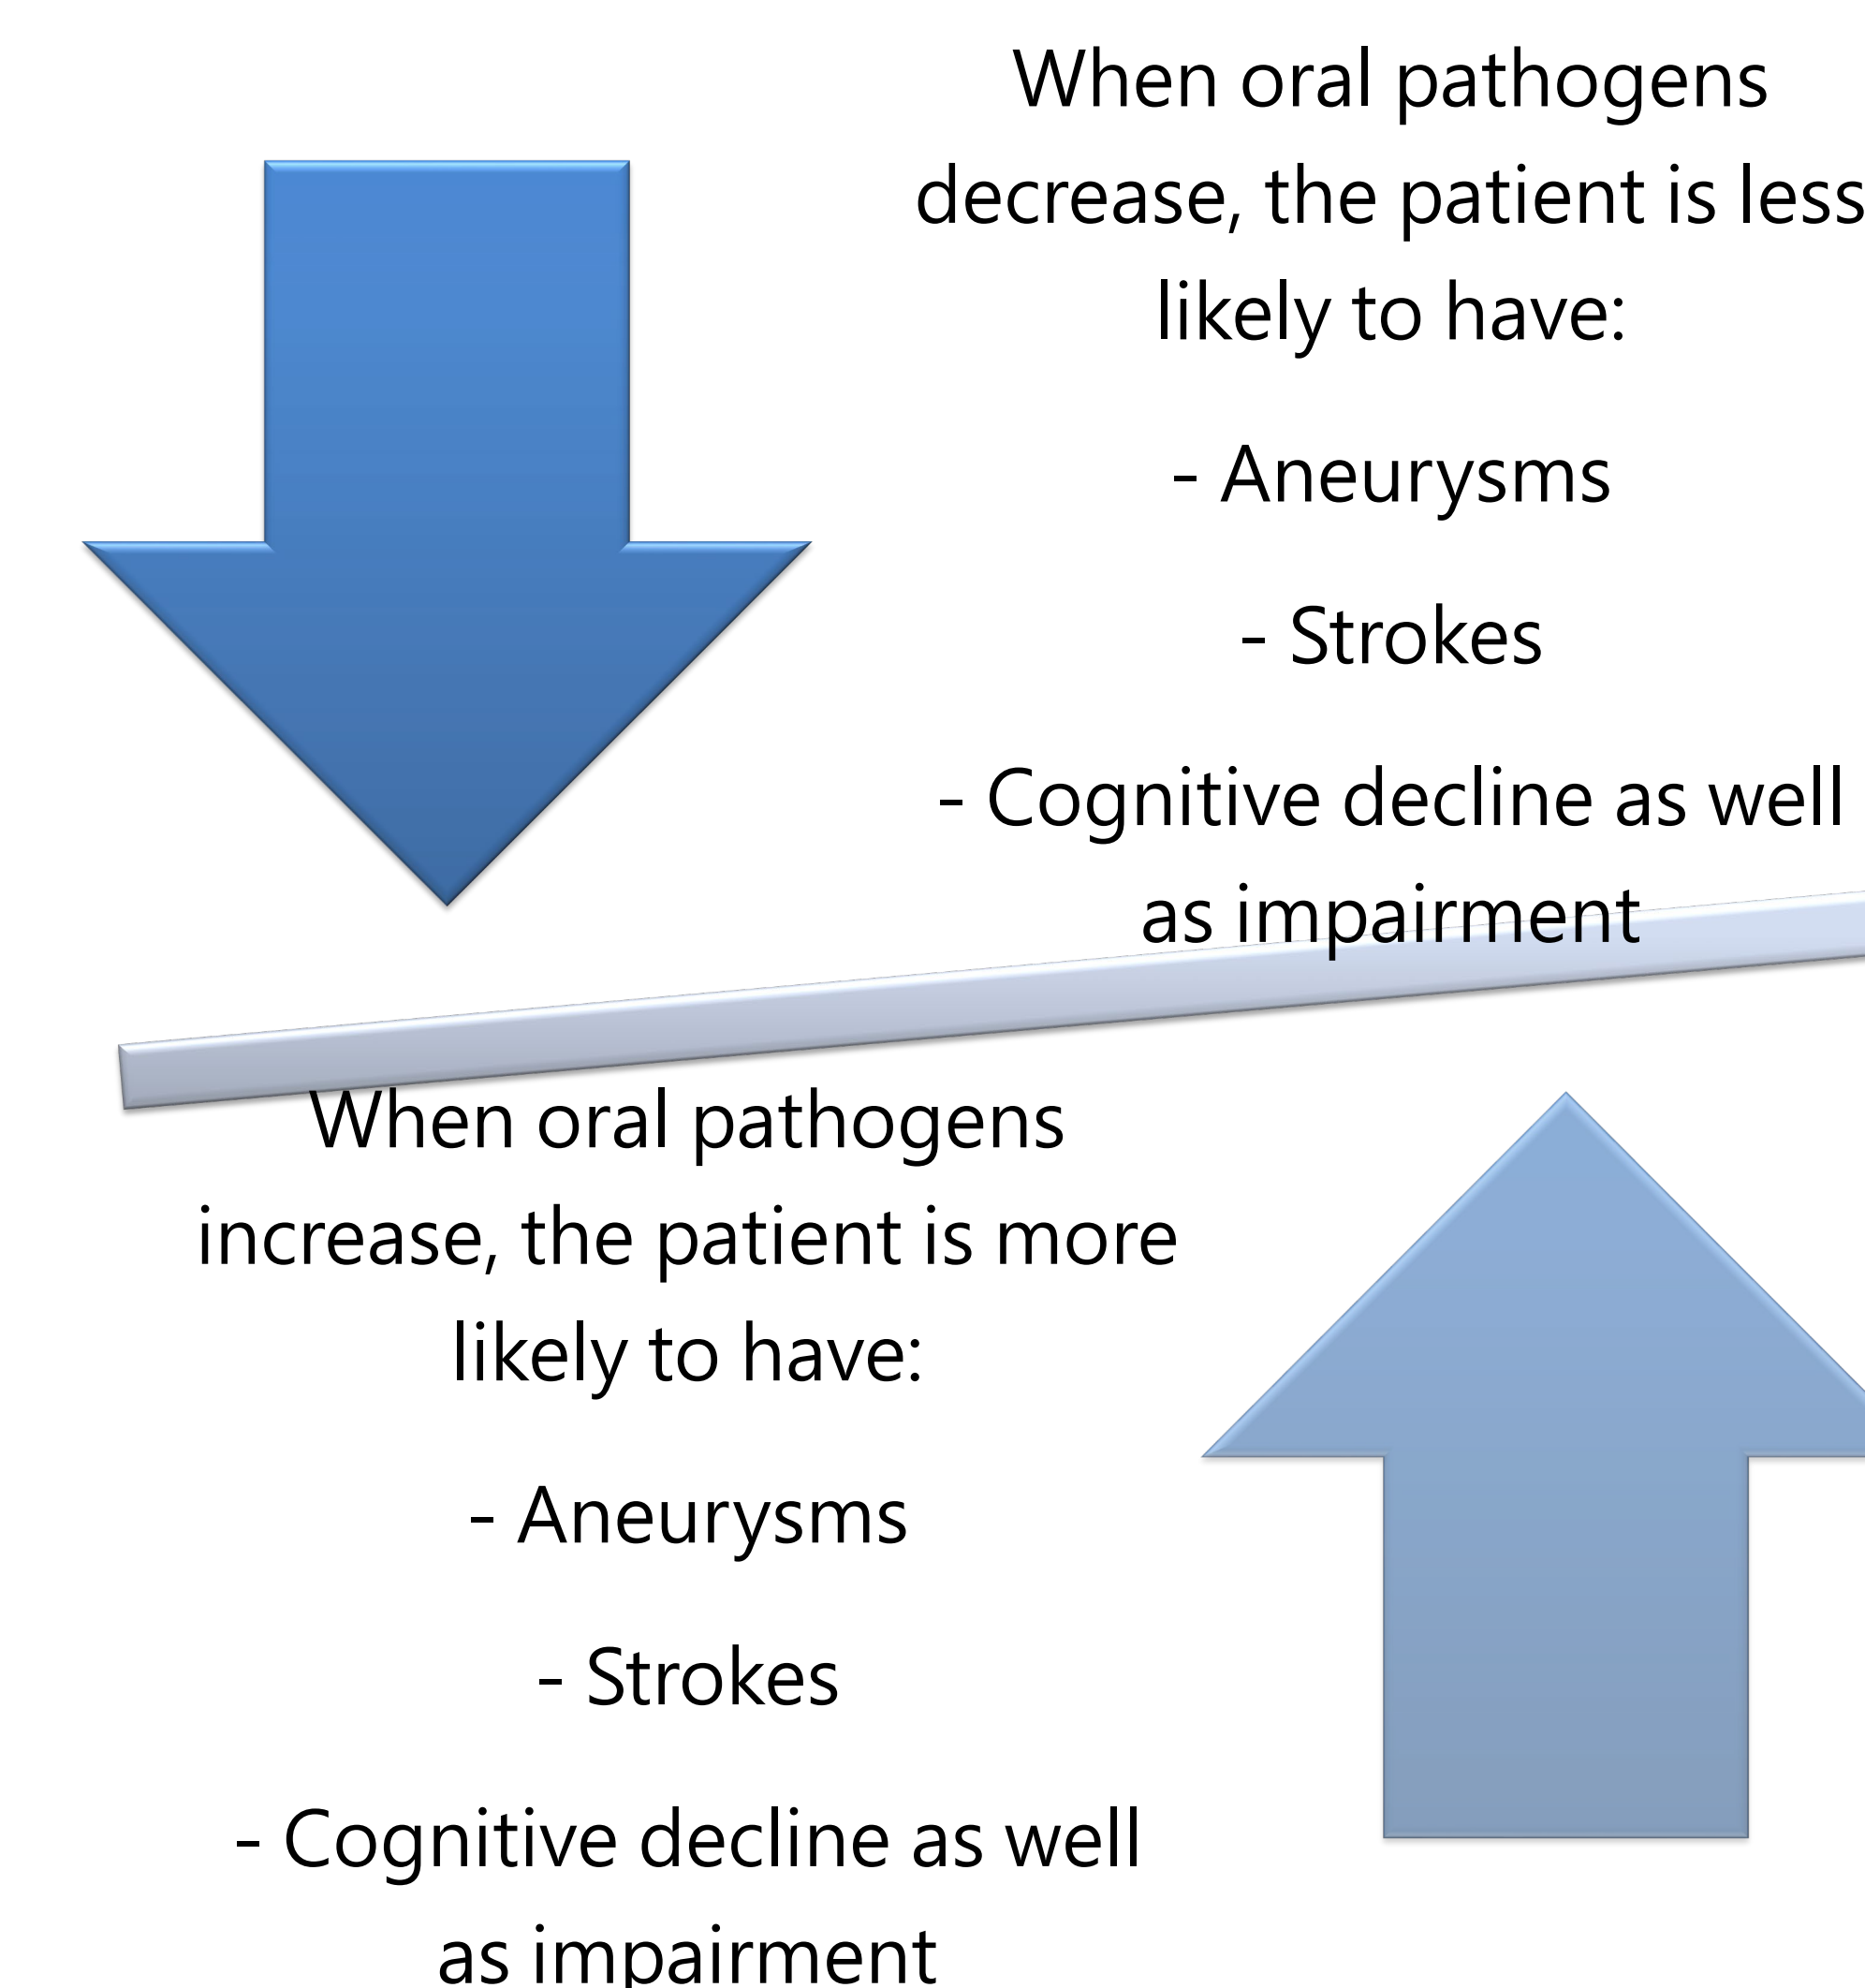 When oral pathogens
decrease, the patient is less
likely to have:
- Aneurysms
- Strokes
- Cognitive decline as well
as impairment
When oral pathogens
increase, the patient is more
likely to have:
- Aneurysms
- Strokes
- Cognitive decline as well
as impairment